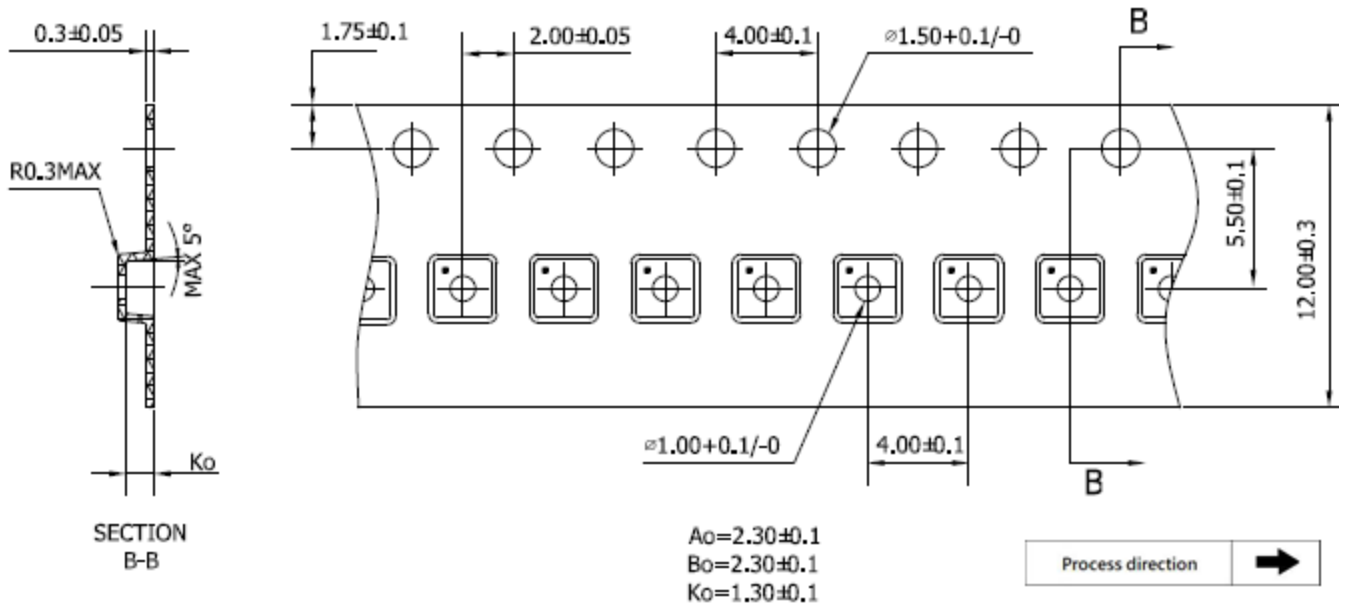 0.3±0.05
1.75±0.1
2.00±0.05
4.00±0.1
⌀1.50+0.1/-0
B
R0.3MAX
MAX 5°
5.50±0.1
12.00±0.3
Ko
⌀1.00+0.1/-0
4.00±0.1
B
SECTION
B-B
Ao=2.30±0.1
Bo=2.30±0.1
Ko=1.30±0.1
Process direction